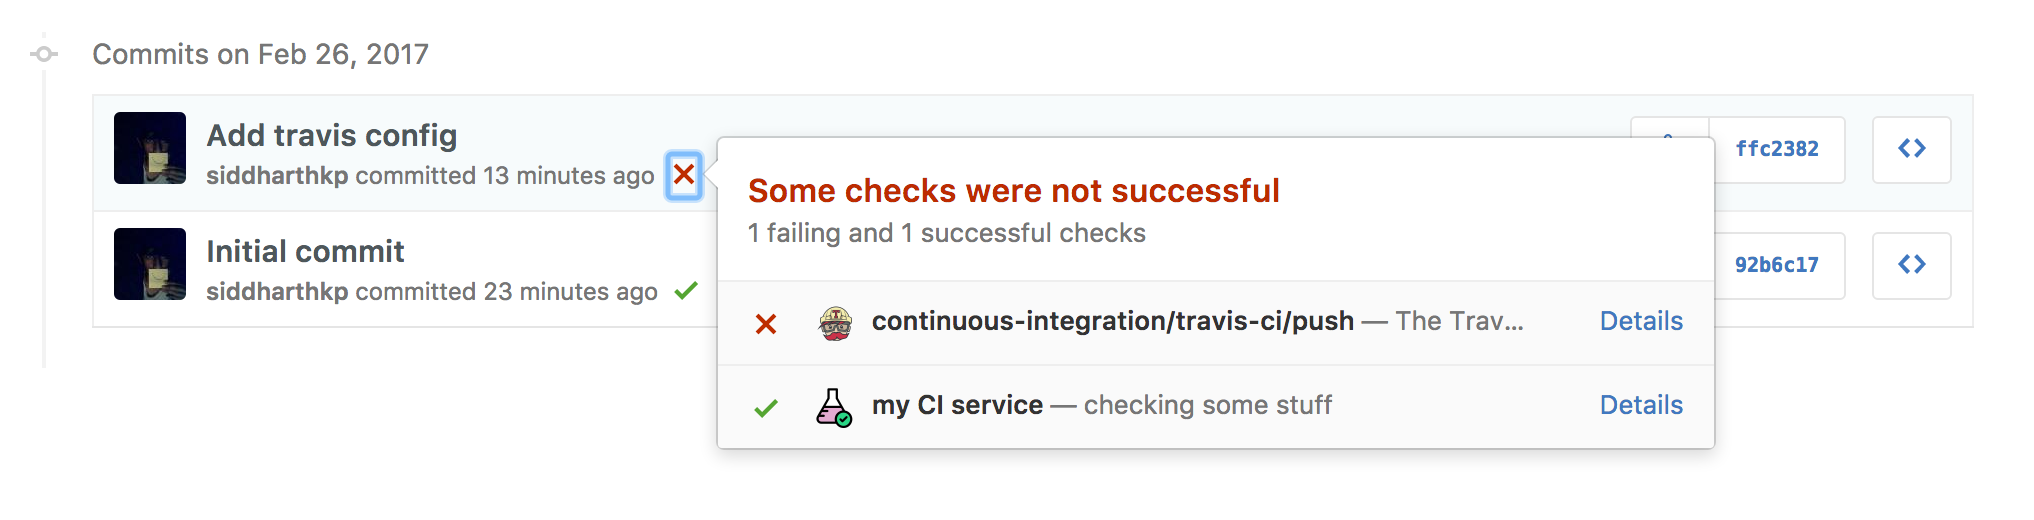 Commits on Feb 26, 2017
Add travis config
siddharthkp committed 13 minutes ago
ffc2382
Some checks were not successful
1 failing and 1 successful checks
Initial commit
siddharthkp committed 23 minutes ago
92b6c17
continuous-integration/travis-ci/push — The Trav... Details
my CI service — checking some stuff Details